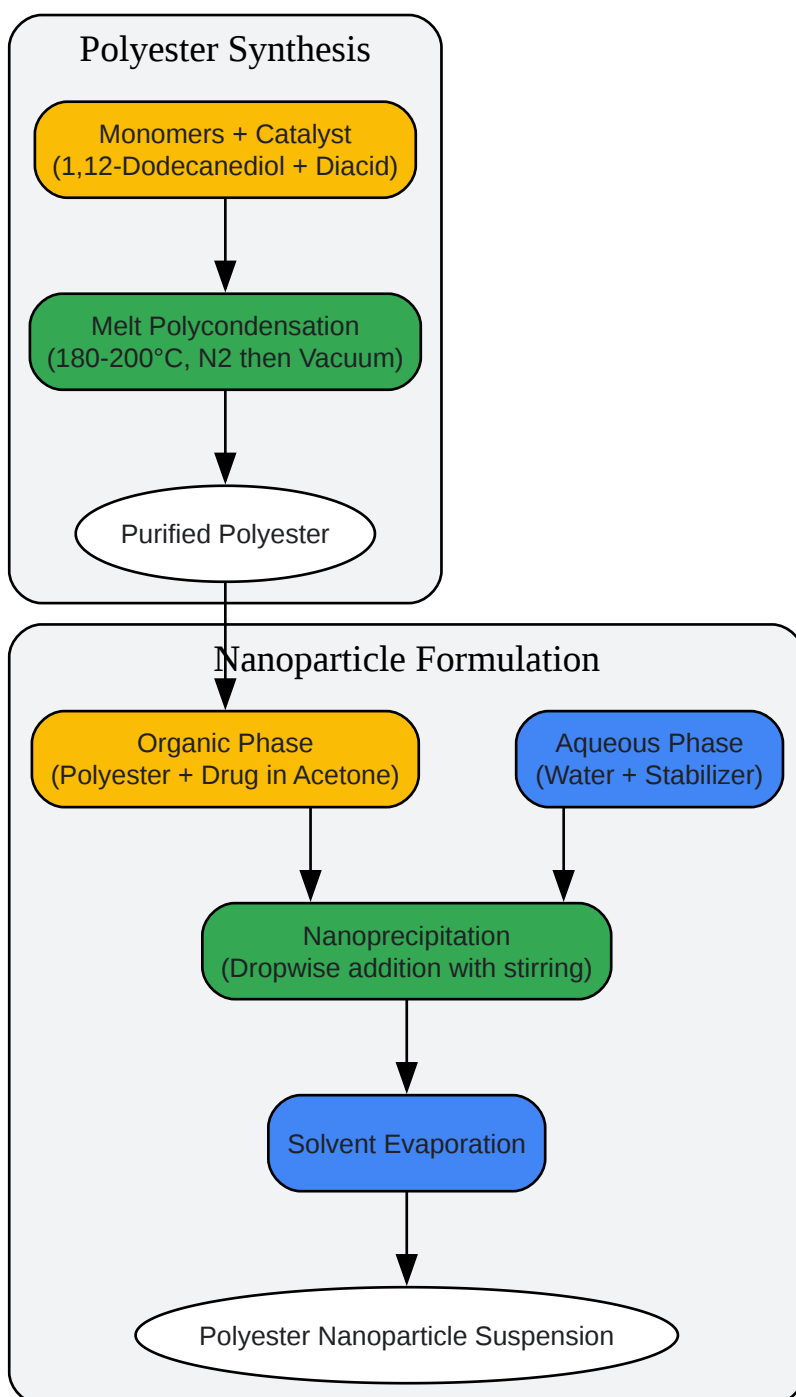 Polyester Synthesis
Monomers + Catalyst
(1,12-Dodecanediol + Diacid)
Melt Polycondensation
(180-200°C, N2 then Vacuum)
Purified Polyester
Nanoparticle Formulation
Organic Phase
(Polyester + Drug in Acetone)
Aqueous Phase
(Water + Stabilizer)
Nanoprecipitation
(Dropwise addition with stirring)
Solvent Evaporation
Polyester Nanoparticle Suspension